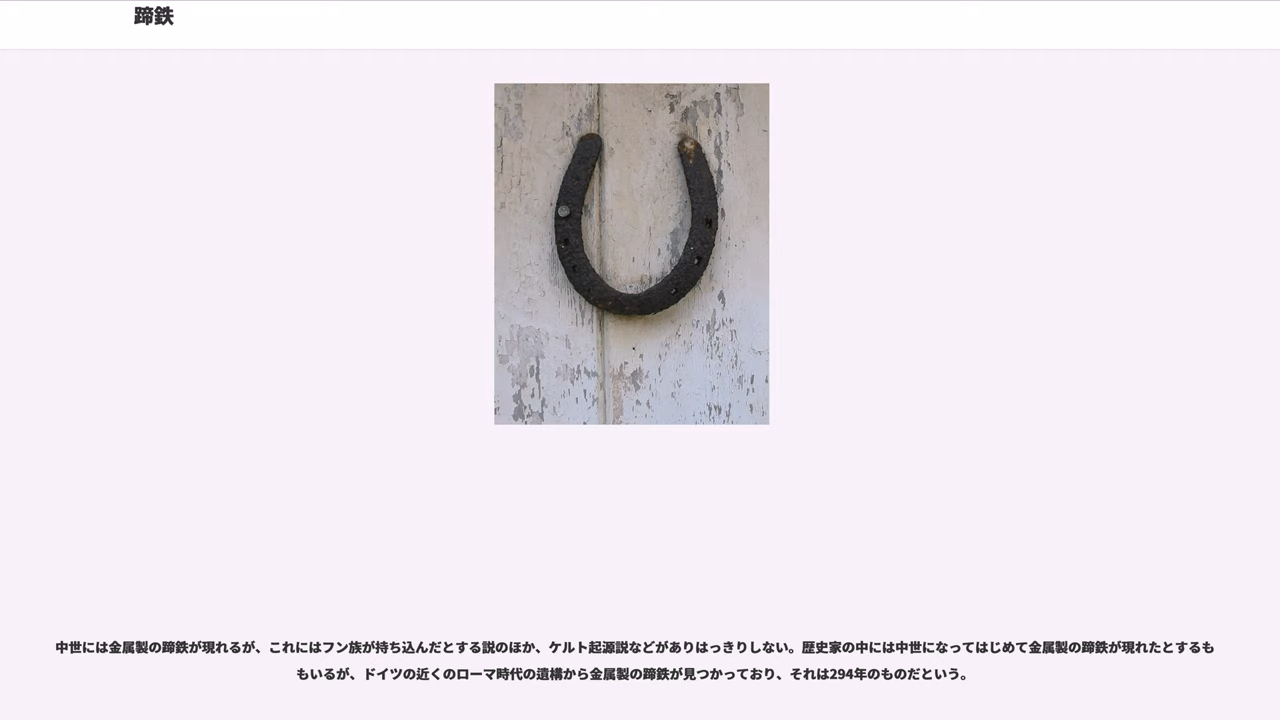 蹄鉄
中世には金属製の蹄鉄が現れるが、これにはフン族が持ち込んだとする説のほか、ケルト起源説などがありはっきりしない。歴史家の中には中世になってはじめて金属製の蹄鉄が現れたとするも
もいるが、ドイツの近くのローマ時代の遺構から金属製の蹄鉄が見つかっており、それは294年のものだという。